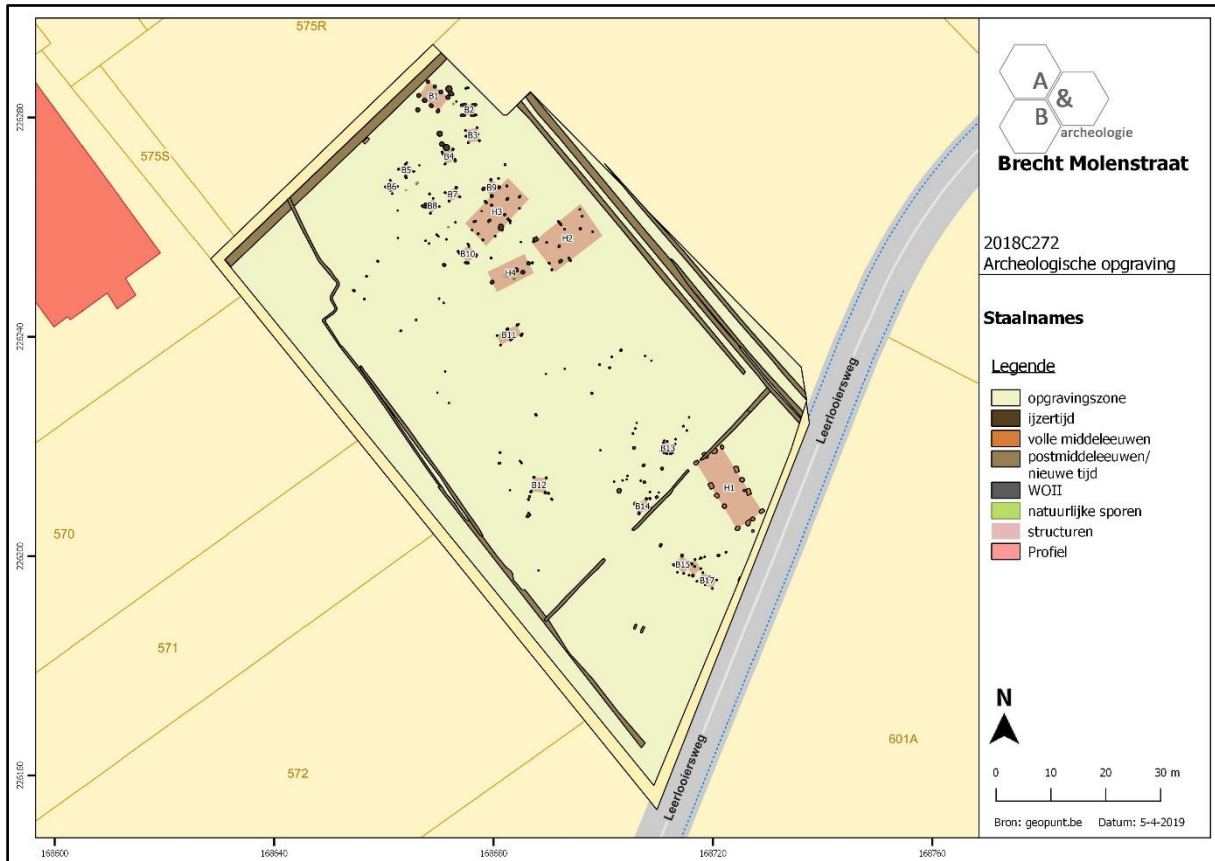 575R
575S
570
571
572
601A
B1
B2
B3
B4
B5
B6
B7
B8
B9
H3
H2
B10
H4
B11
B13
B12
B14
H1
B15
B17
Leerlooiersweg
Leerlooiersweg
226280
226240
226200
226160
168600
168640
168680
168720
168760
A
&
B
archeologie
Brecht Molenstraat
2018C272
Archeologische opgraving
Staalnames
Legende
opgravingszone
ijzertijd
volle middeleeuwen
postmiddeleeuwen/
nieuwe tijd
WOII
natuurlijke sporen
structuren
Profiel
N
0 10 20 30 m
Bron: geopunt.be Datum: 5-4-2019